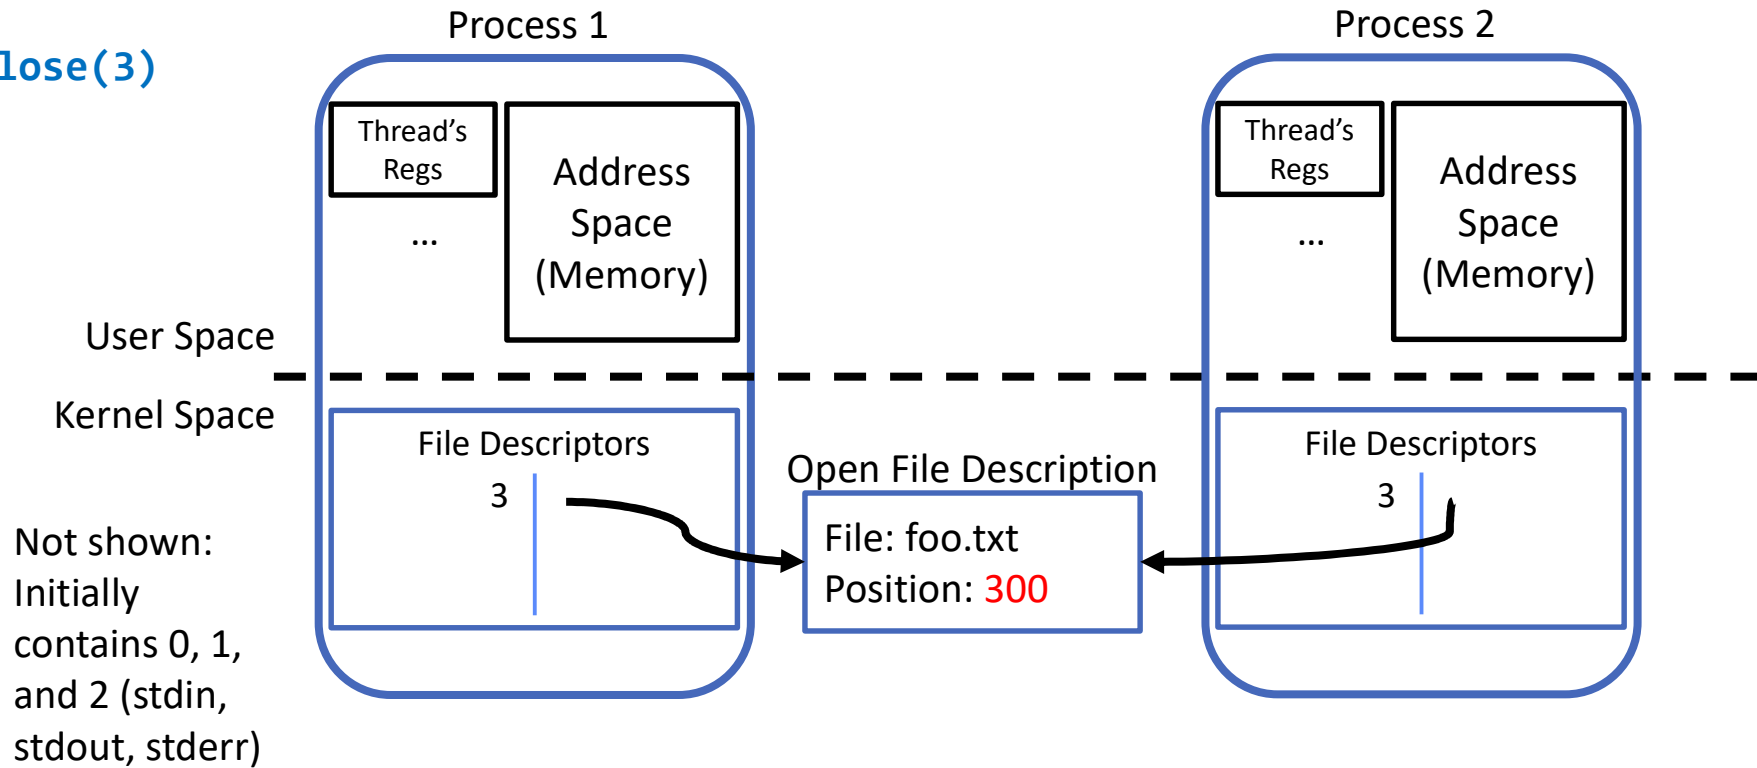 Process 1
Process 2
lose(3)
Thread's
Regs
...
Address
Space
(Memory)
Thread's
Regs
...
Address
Space
(Memory)
User Space
Kernel Space
File Descriptors
3
Open File Description
File: foo.txt
Position: 300
File Descriptors
3
Not shown:
Initially
contains 0, 1,
and 2 (stdin,
stdout, stderr)